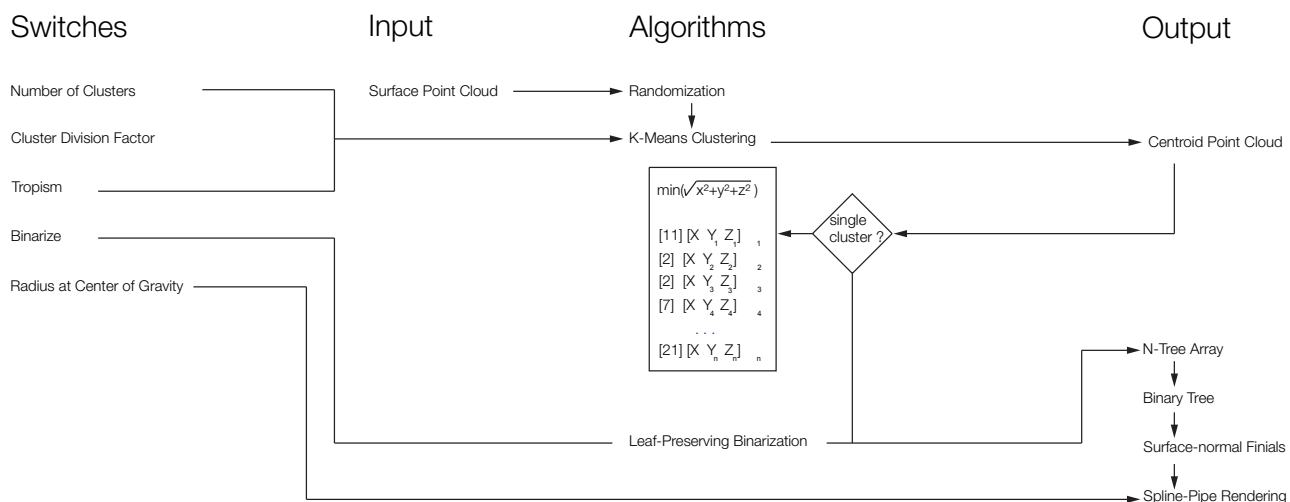 Switches Input Algorithms Output
Number of Clusters Surface Point Cloud Randomization
Cluster Division Factor K-Means Clustering Centroid Point Cloud
Tropism min(√x²+y²+z² )
Binarize single
cluster ?
[11] [X Y₁ Z₁] ₁
[2] [X Y₂ Z₂] ₂
Radius at Center of Gravity [2] [X Y₃ Z₃] ₃
[7] [X Y₄ Z₄] ₄
. . .
[21] [X Yₙ Zₙ] ₙ N-Tree Array
Binary Tree
Leaf-Preserving Binarization Surface-normal Finials
Spline-Pipe Rendering